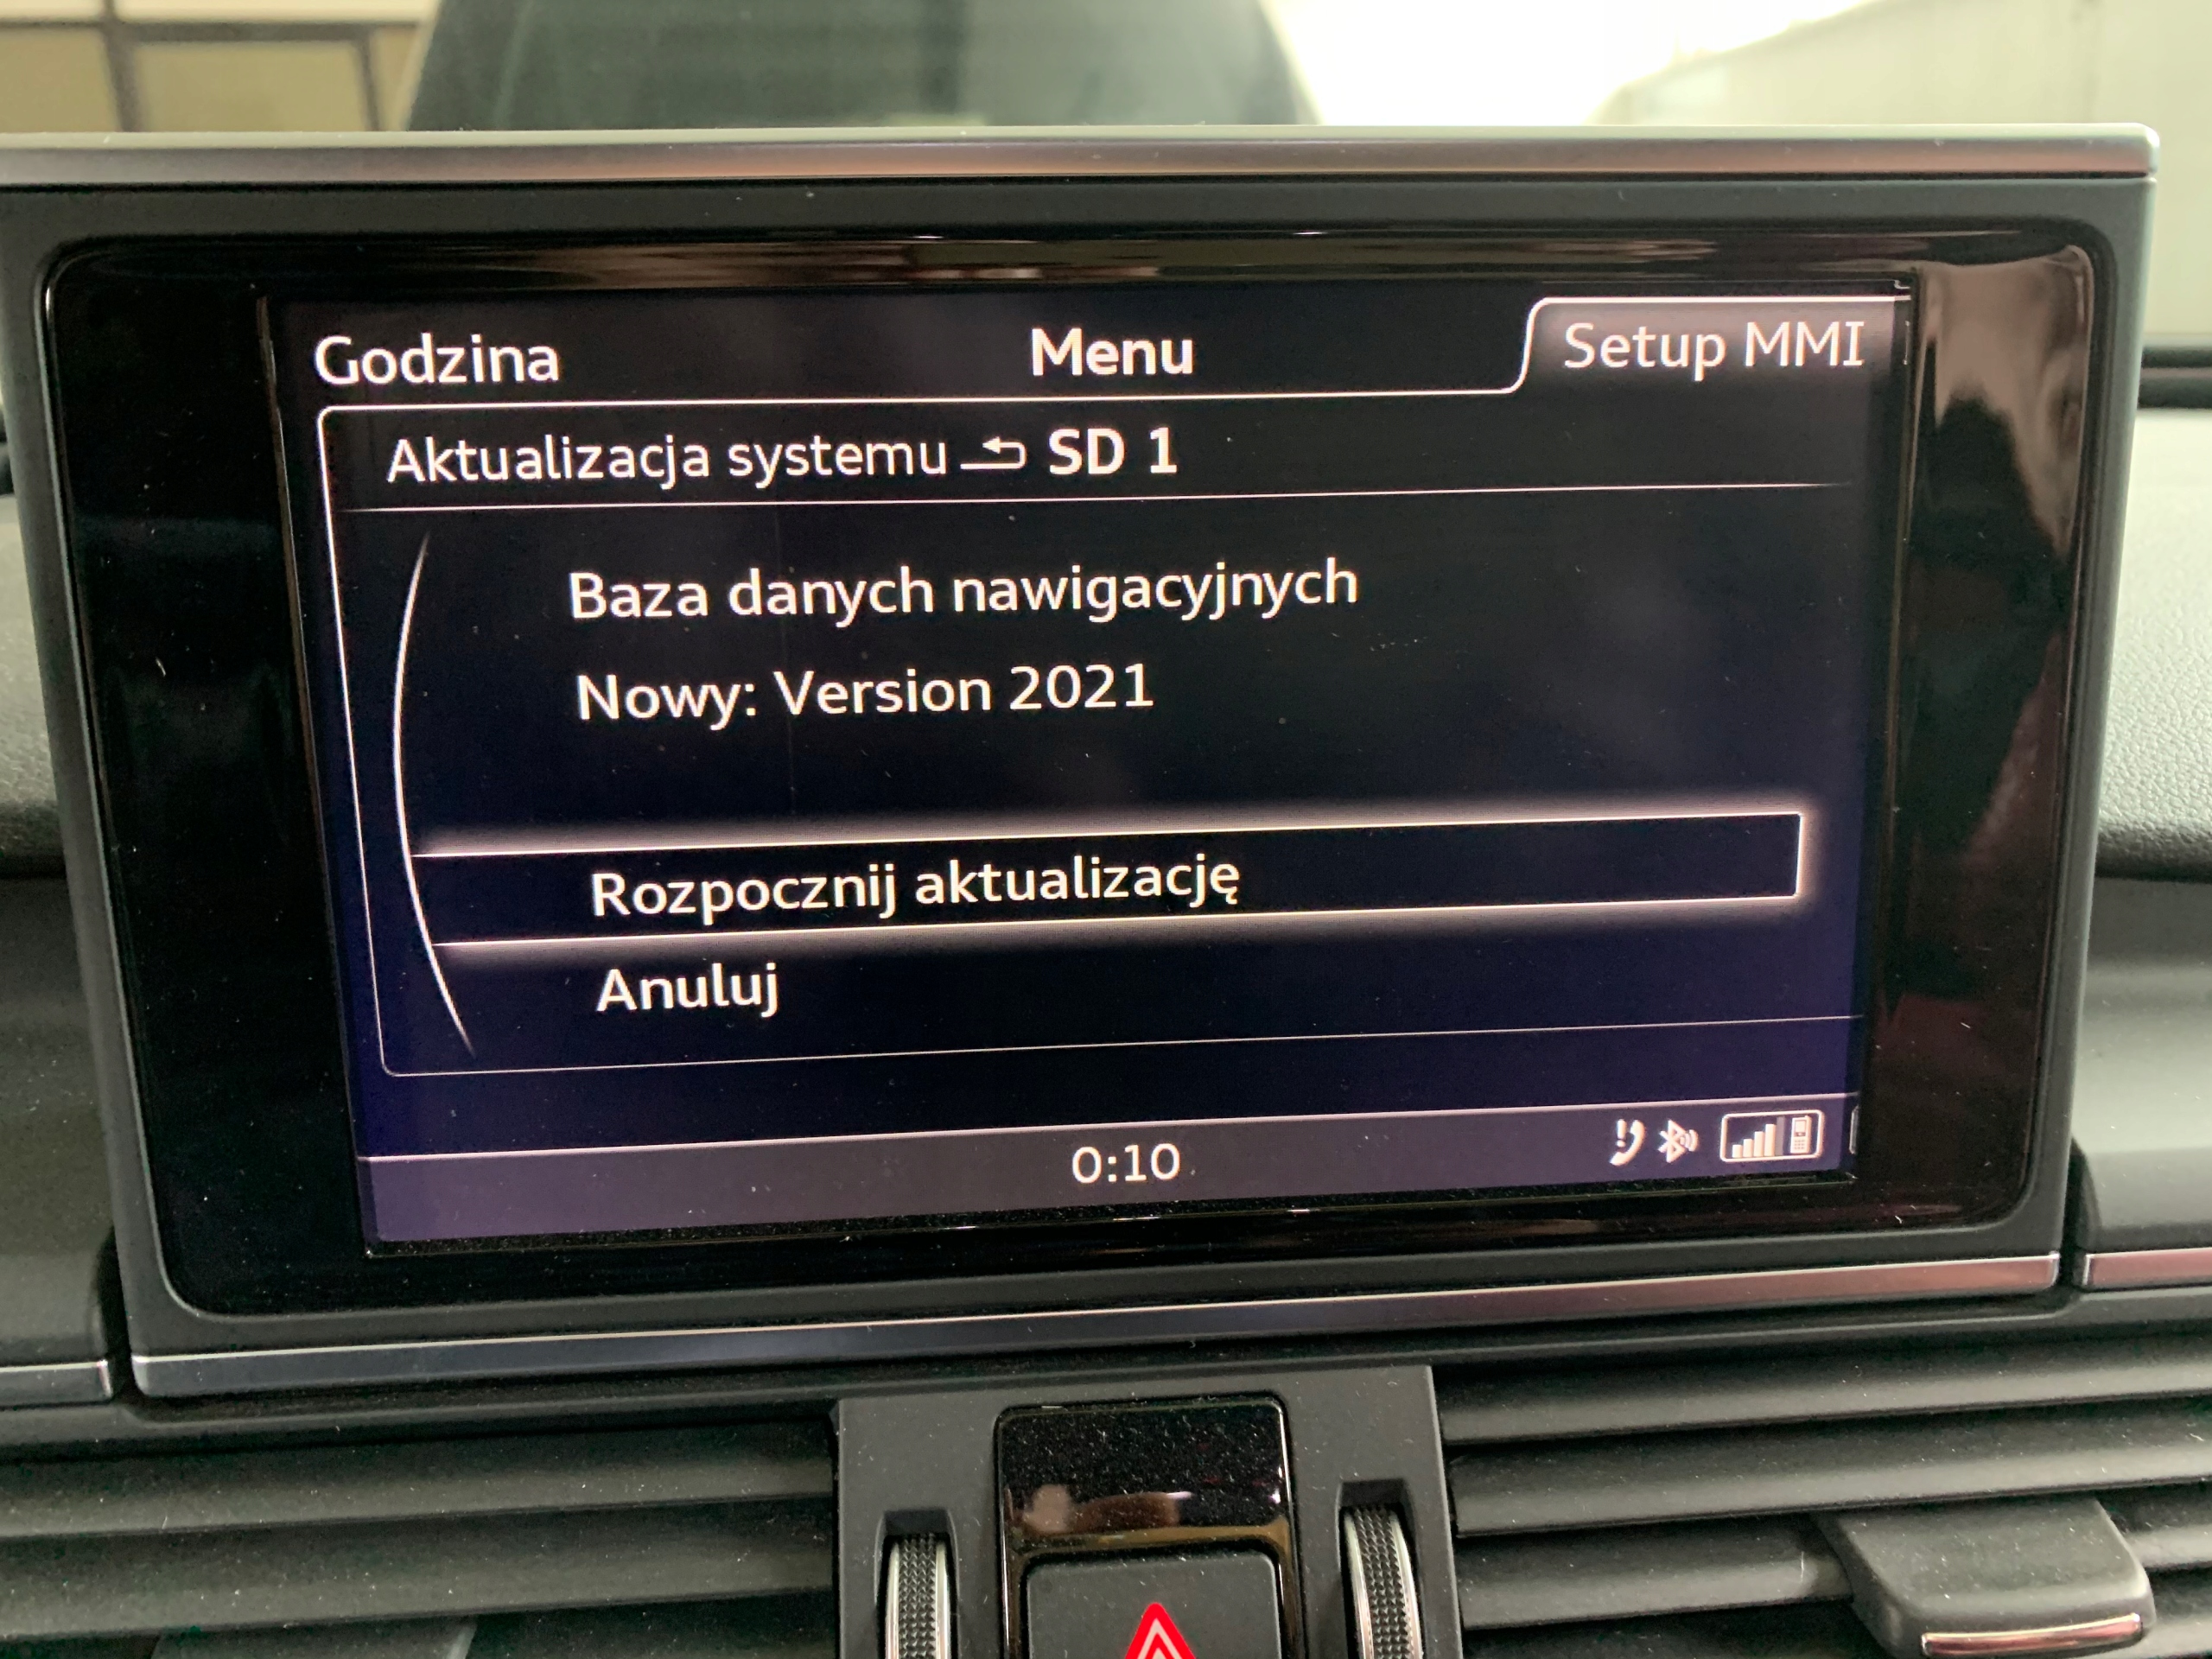 Godzina Menu Setup MMI
Aktualizacja systemu SD 1
Baza danych nawigacyjnych
Nowy: Version 2021
Rozpocznij aktualizację
Anuluj
0:10